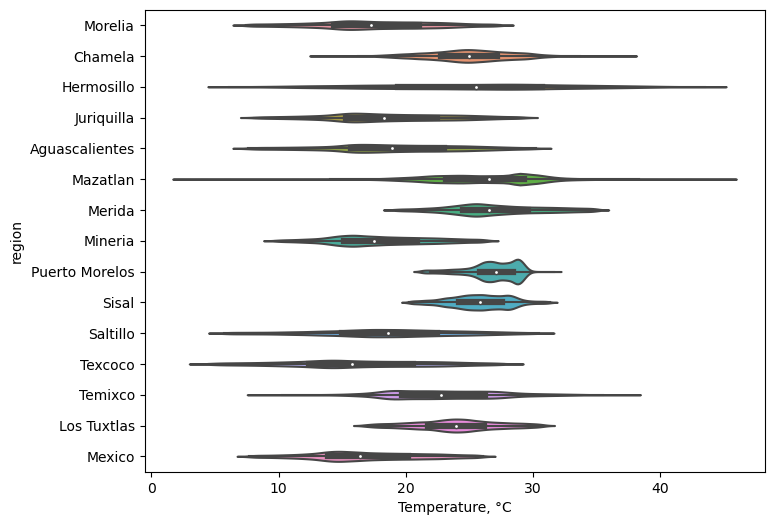 Morelia
Chamela
Hermosillo
Juriquilla
Aguascalientes
Mazatlan
Merida
Mineria
Puerto Morelos
Sisal
Saltillo
Texcoco
Temixco
Los Tuxtlas
Mexico
region
0 10 20 30 40
Temperature, °C